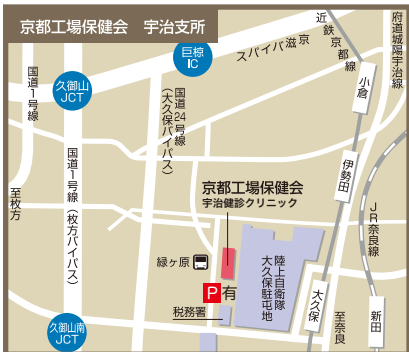 京都工場保健会　宇治支所
近鉄京都線
府道城陽宇治線
京滋バイパス
巨椋
IC
小倉
国道1号線
久御山
JCT
国道24号線
(大久保バイパス)
伊勢田
国道1号線(枚方バイパス)
京都工場保健会
宇治健診クリニック
至枚方
JR奈良線
緑ヶ原
陸上自衛隊
大久保駐屯地
P有
大久保
税務署
至奈良
新田
久御山南
JCT